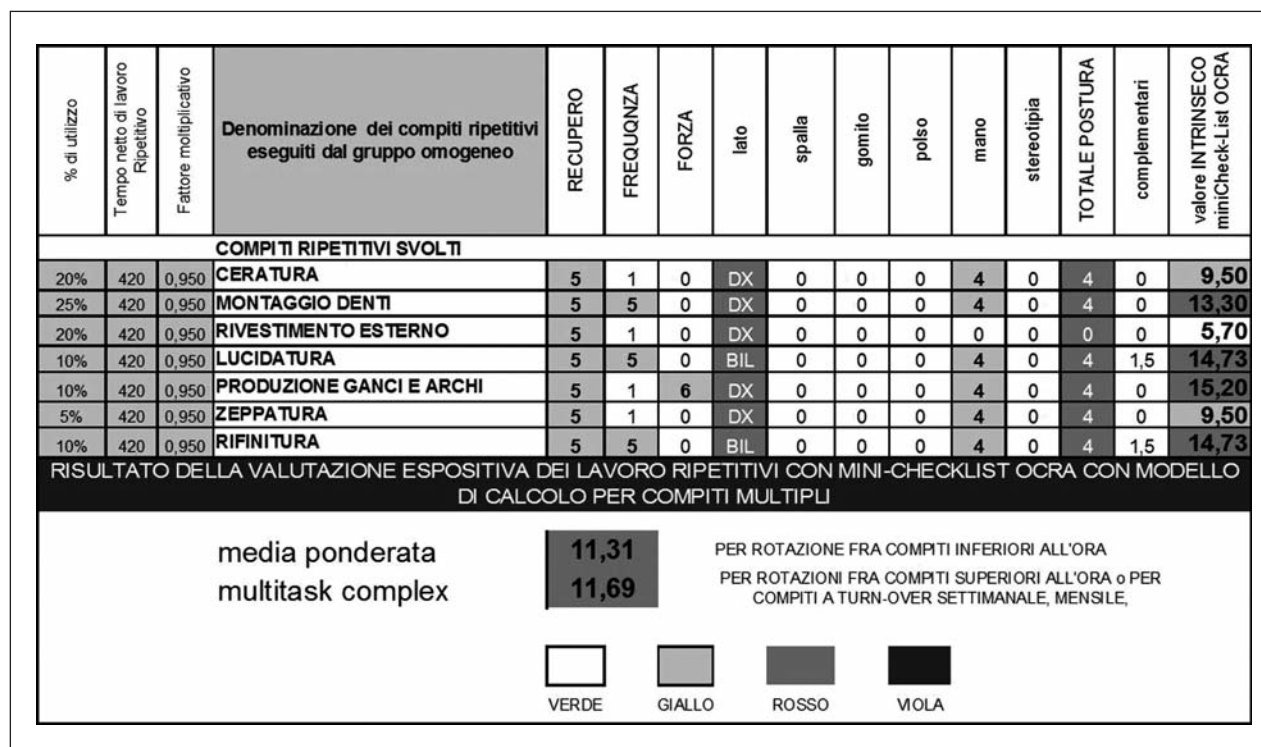 % di utilizzo
Tempo netto di lavoro
Ripetitivo
Fattore moltiplicativo
Denominazione dei compiti ripetitivi
eseguiti dal gruppo omogeneo
RECUPERO
FREQUQNZA
FORZA
lato
spalla
gomito
polso
mano
stereotipia
TOTALE POSTURA
complementari
valore INTRINSECO
miniCheck-List OCRA
COMPITI RIPETITIVI SVOLTI
20% 420 0,950 CERATURA 5 1 0 DX 0 0 0 4 0 4 0 9,50
25% 420 0,950 MONTAGGIO DENTI 5 5 0 DX 0 0 0 4 0 4 0 13,30
20% 420 0,950 RIVESTIMENTO ESTERNO 5 1 0 DX 0 0 0 0 0 0 0 5,70
10% 420 0,950 LUCIDATURA 5 5 0 BIL 0 0 0 4 0 4 1,5 14,73
10% 420 0,950 PRODUZIONE GANCI E ARCHI 5 1 6 DX 0 0 0 4 0 4 0 15,20
5% 420 0,950 ZEPPATURA 5 1 0 DX 0 0 0 4 0 4 0 9,50
10% 420 0,950 RIFINITURA 5 5 0 BIL 0 0 0 4 0 4 1,5 14,73
RISULTATO DELLA VALUTAZIONE ESPOSITIVA DEI LAVORO RIPETITIVI CON MINI-CHECKLIST OCRA CON MODELLO
DI CALCOLO PER COMPITI MULTIPLI
media ponderata 11,31 PER ROTAZIONE FRA COMPITI INFERIORI ALL'ORA
multitask complex 11,69 PER ROTAZIONI FRA COMPITI SUPERIORI ALL'ORA o PER
COMPITI A TURN-OVER SETTIMANALE, MENSILE,
VERDE GIALLO ROSSO VIOLA